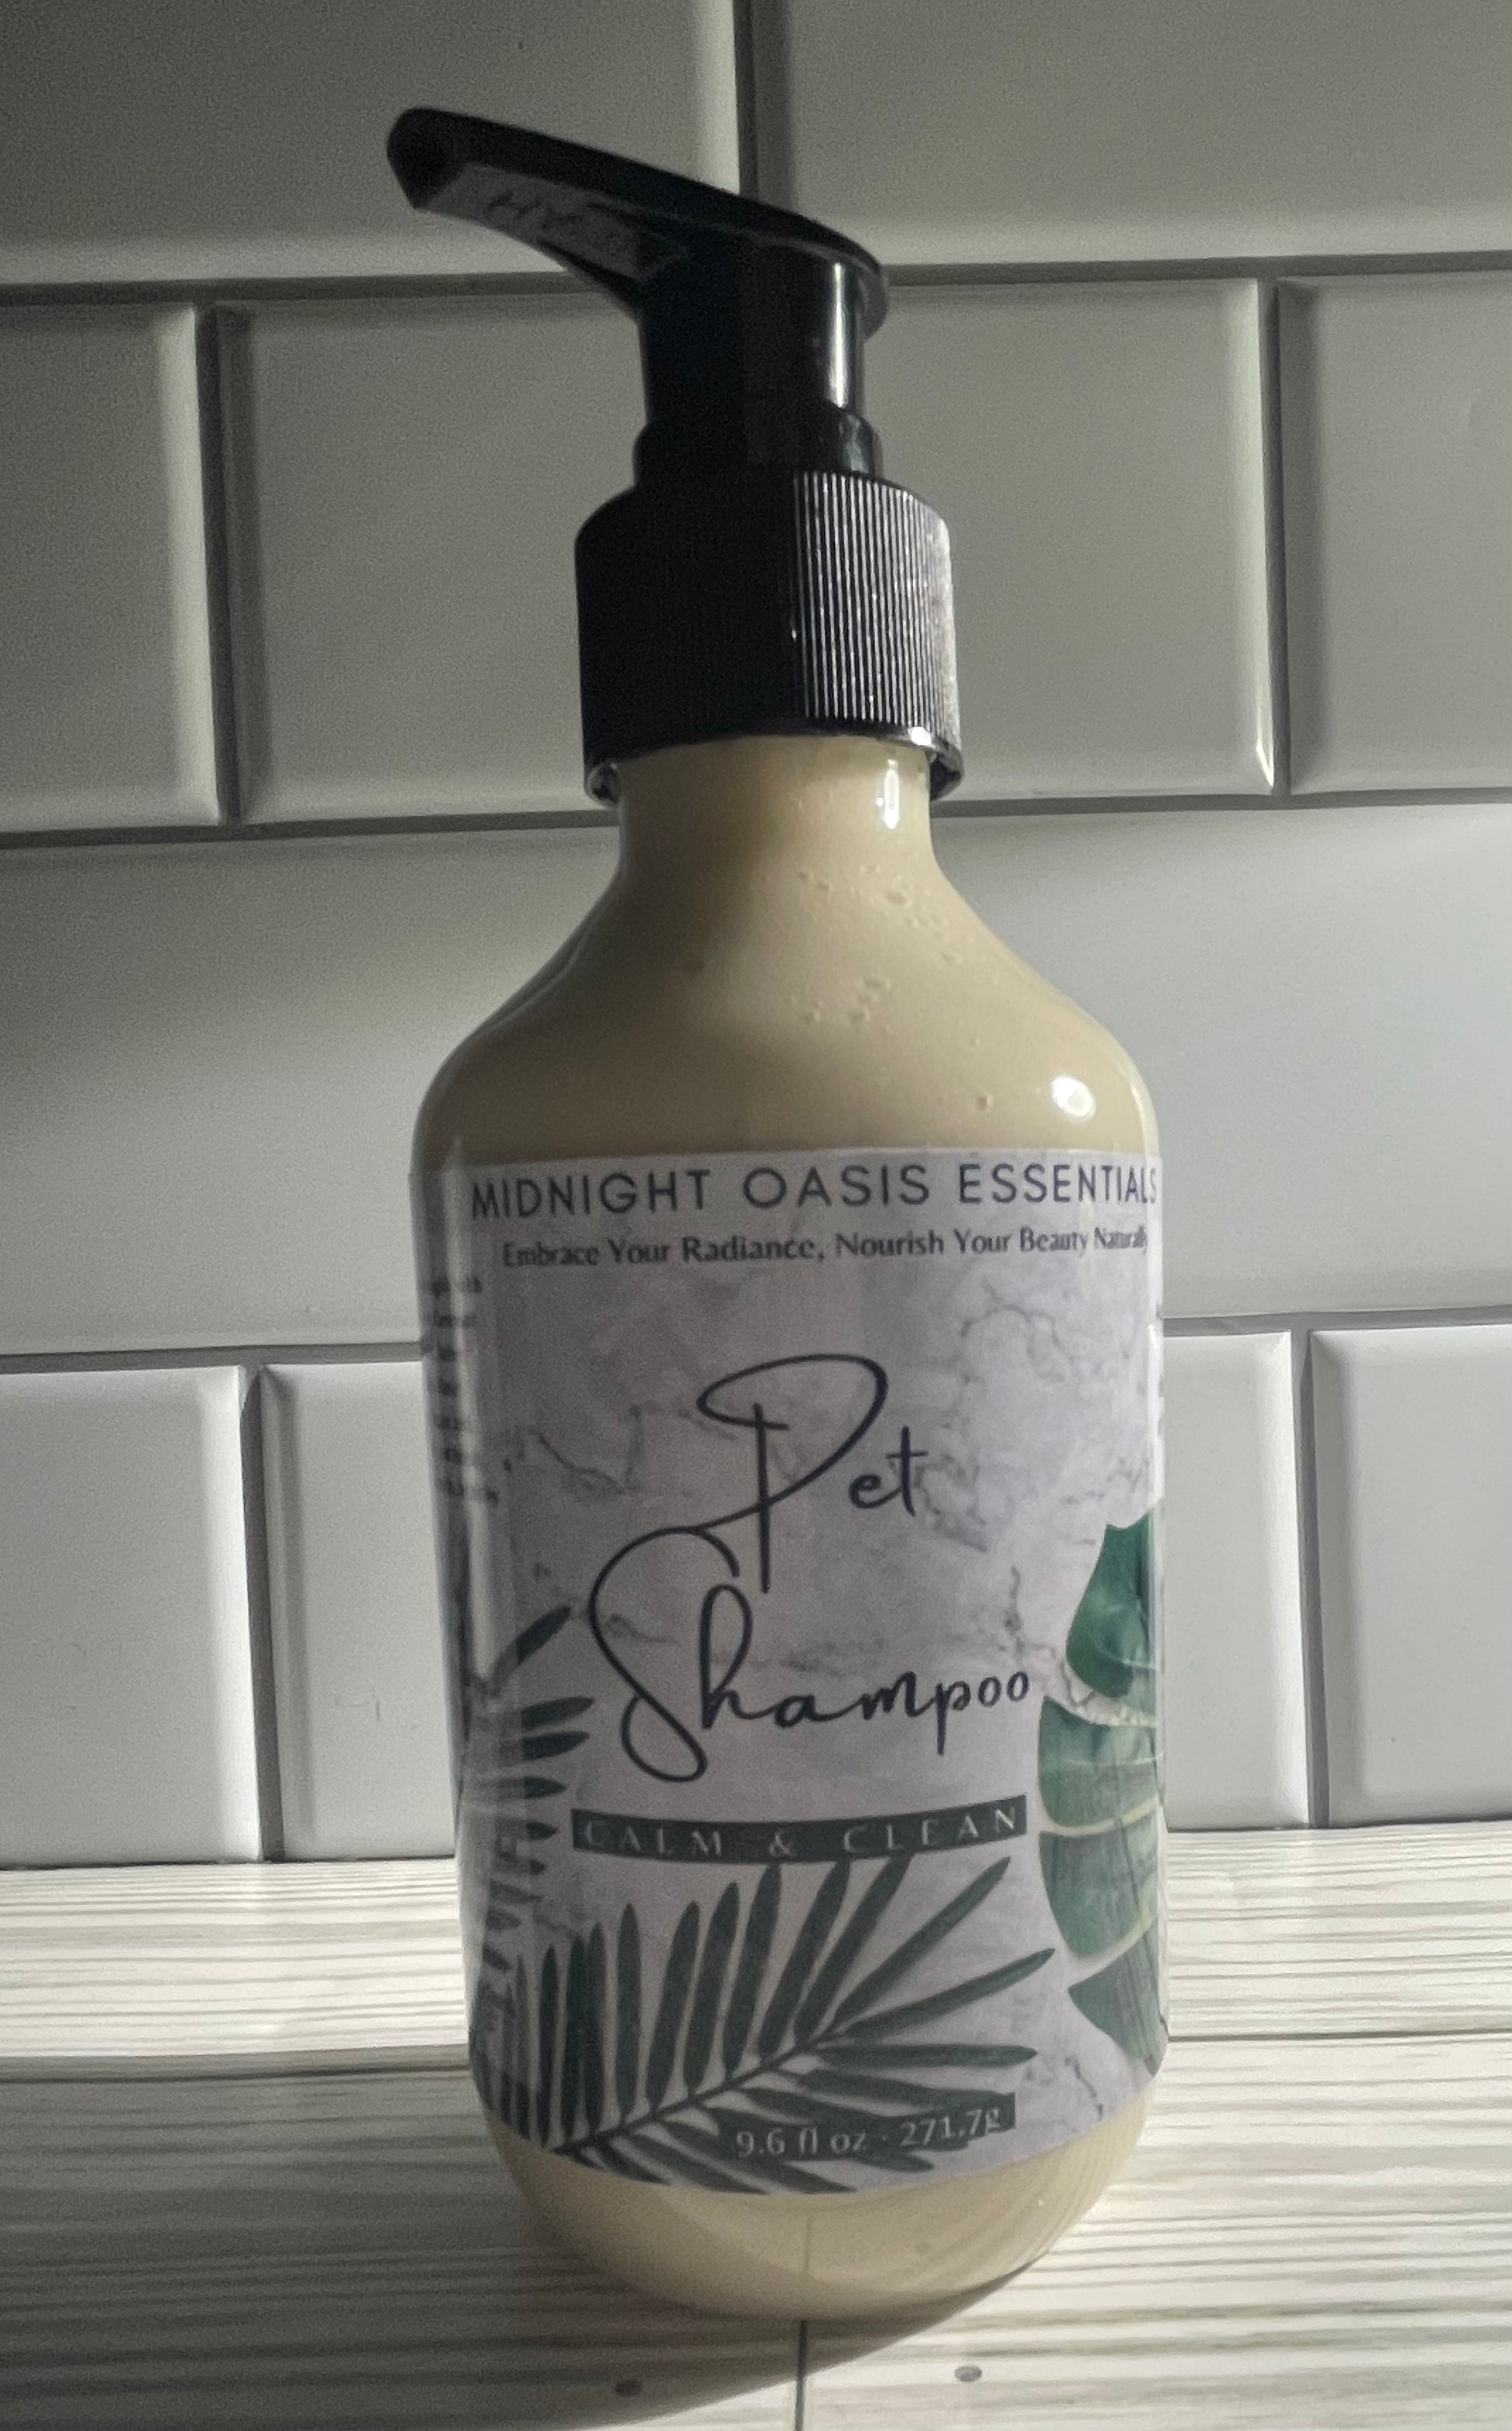 MIDNIGHT OASIS ESSENTIALS
Embrace Your Radiance, Nourish Your Beauty Naturally
Pet
Shampoo
CALM & CLEAN
9.6 fl oz · 271.7g